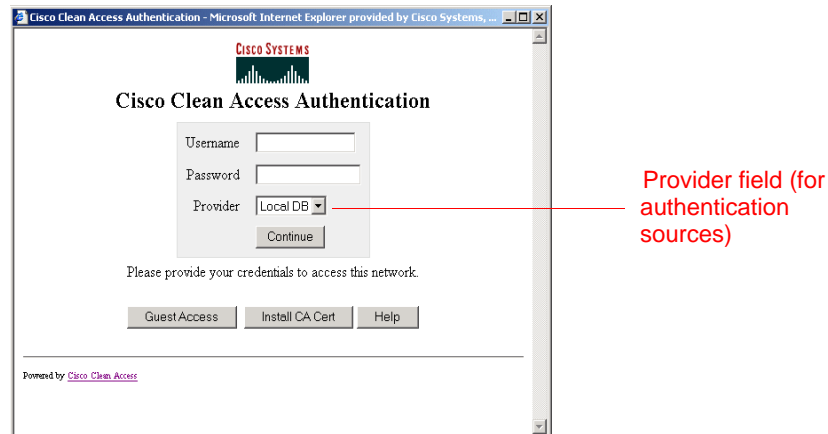 Cisco Clean Access Authentication - Microsoft Internet Explorer provided by Cisco Systems, ...
CISCO SYSTEMS
Cisco Clean Access Authentication
Username
Password
Provider Local DB
Continue
Please provide your credentials to access this network.
Guest Access Install CA Cert Help
Powered by Cisco Clean Access
Provider field (for
authentication
sources)